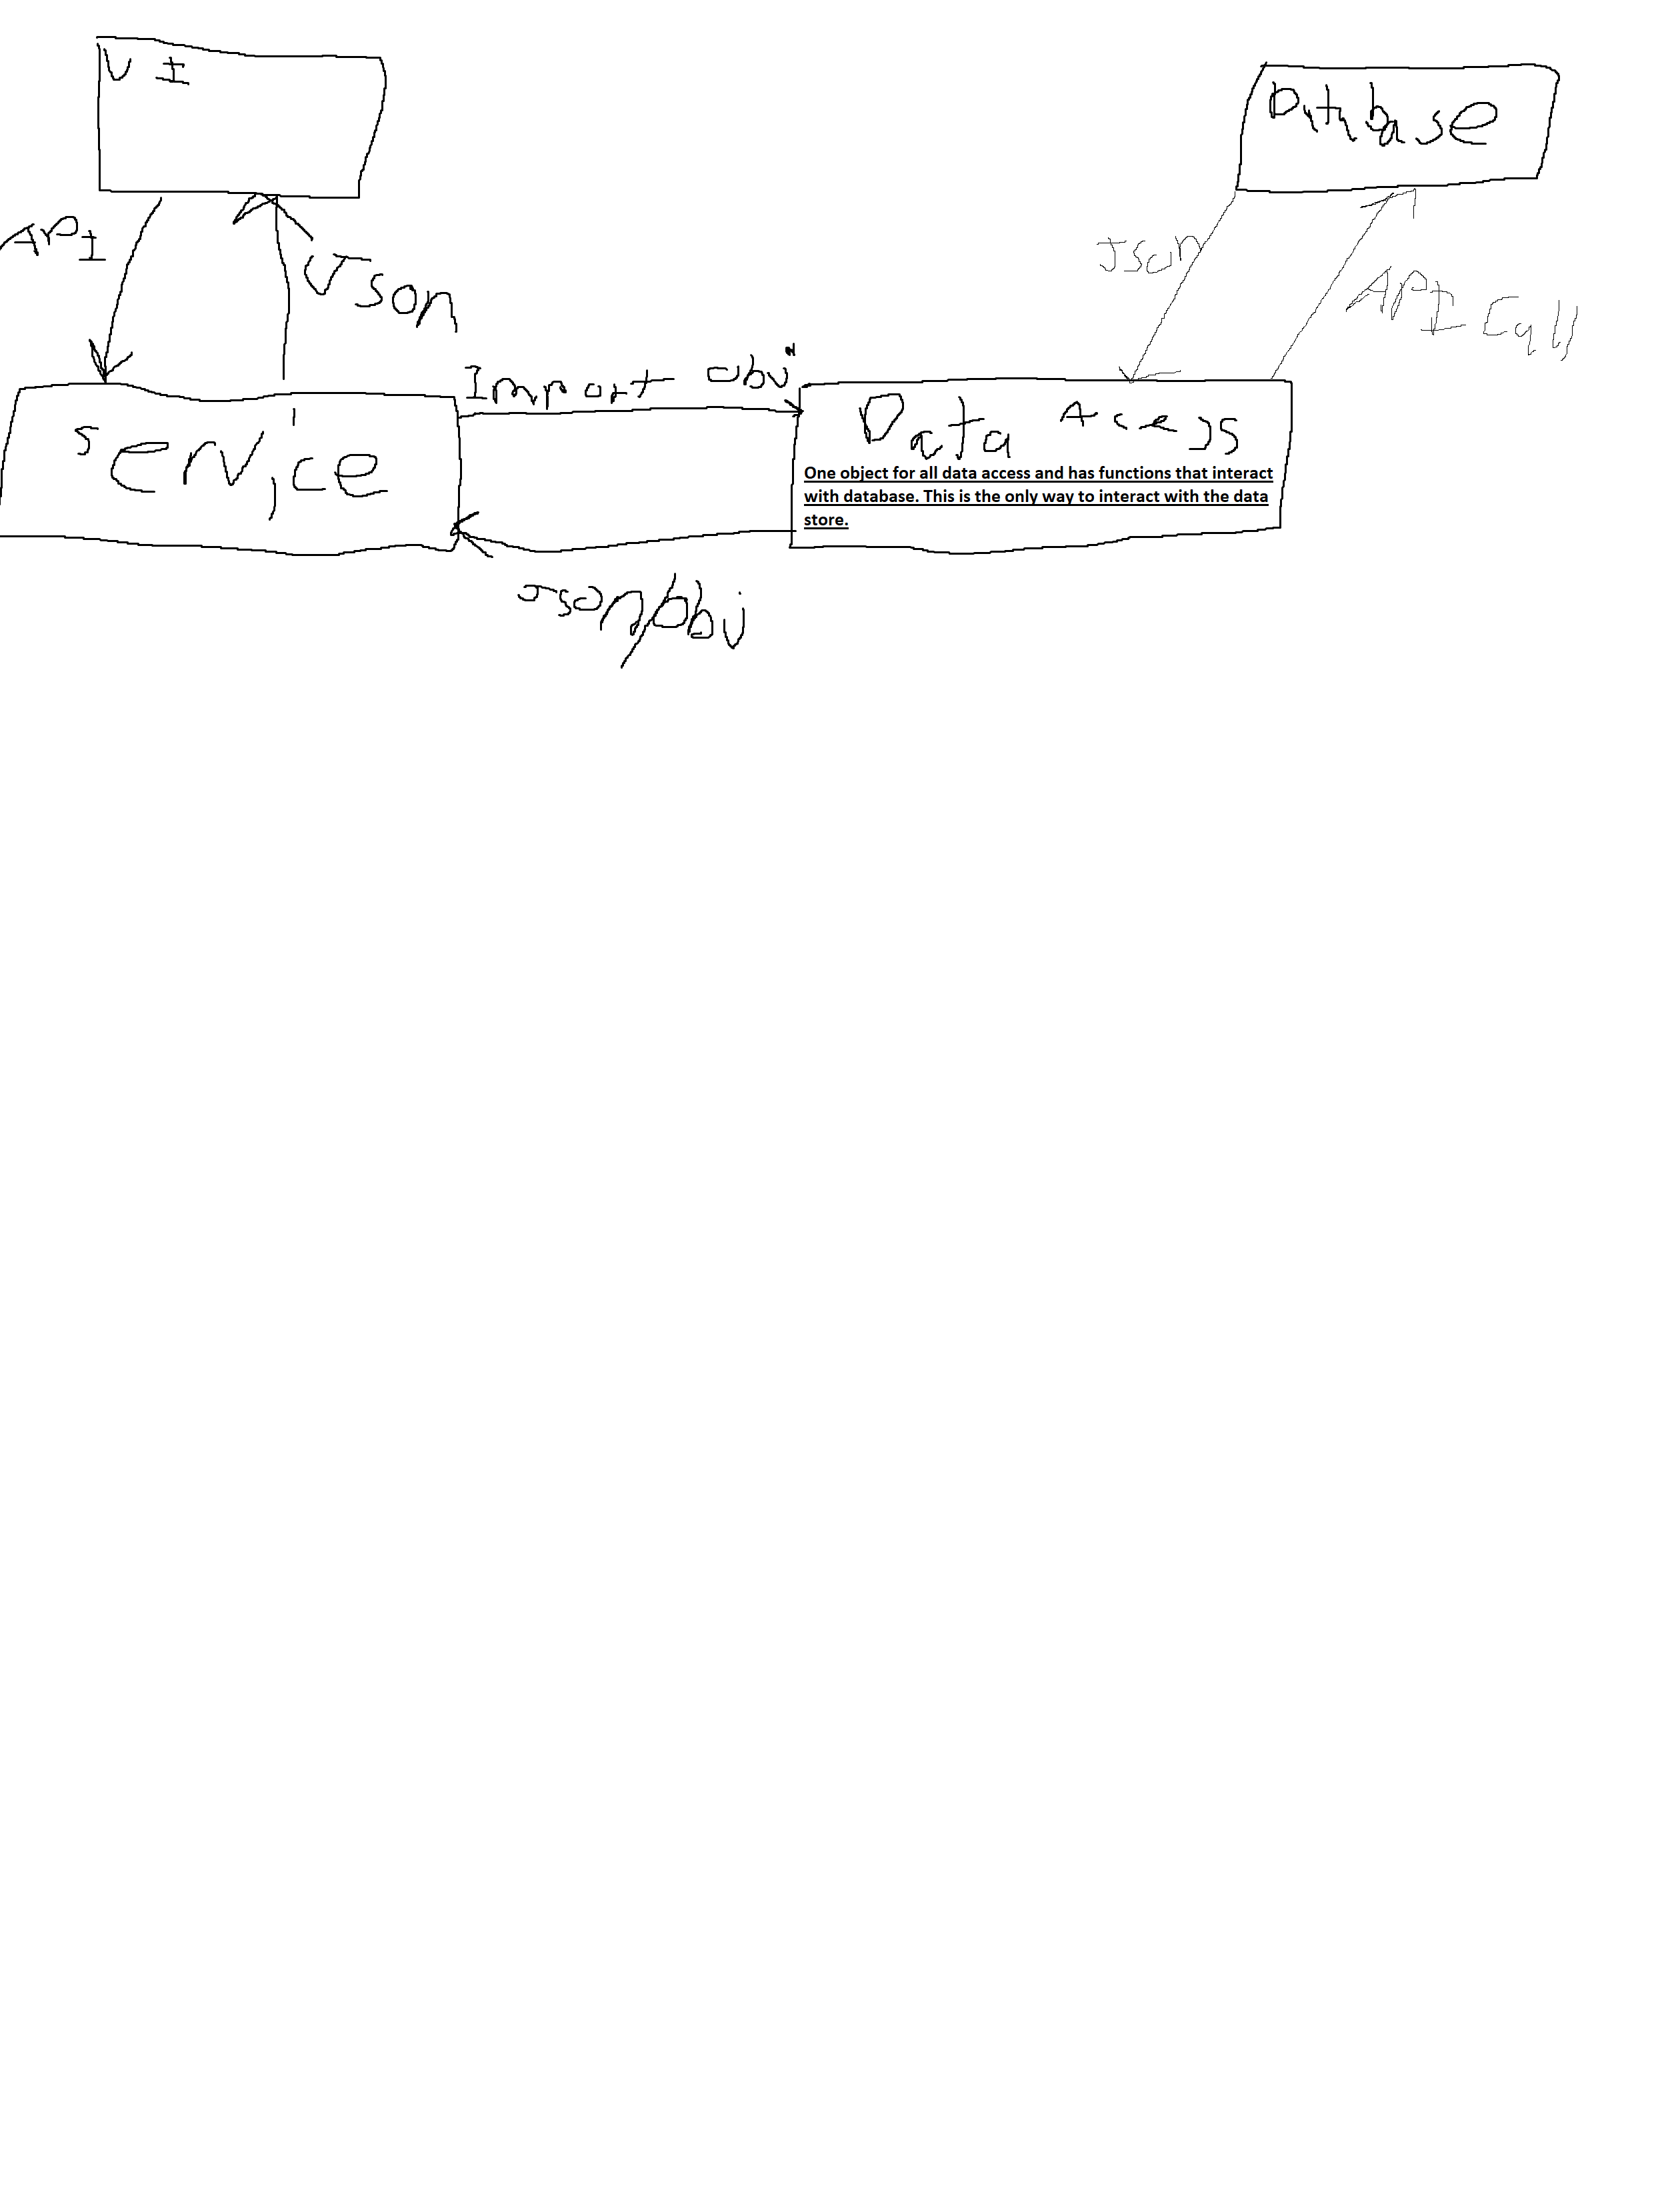 UI
Database
API
Json
Json
API Call
Import obj
Service
Data Access
One object for all data access and has functions that interact
with database. This is the only way to interact with the data
store.
Json/obj